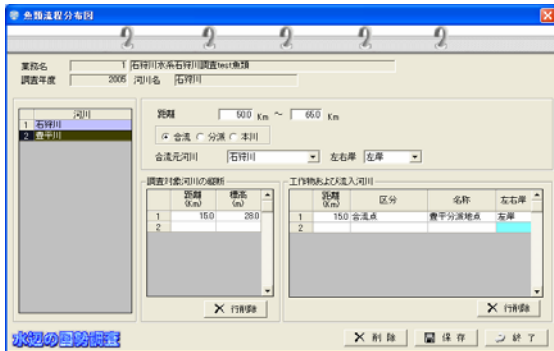 魚類流程分布図
業務名 1 石狩川水系石狩川調査test魚類
調査年度 2005 河川名 石狩川
河川
1 石狩川
2 豊平川
距離 50.0 Km ～ 65.0 Km
合流 分派 本川
合流元河川 石狩川 左右岸 左岸
調査対象河川の縦断
距離(Km) 標高(m)
1 15.0 28.0
2
行削除
工作物および流入河川
距離(Km) 区分 名称 左右岸
1 15.0 合流点 豊平分派地点 左岸
2
行削除
水辺の国勢調査
削除 保存 終了